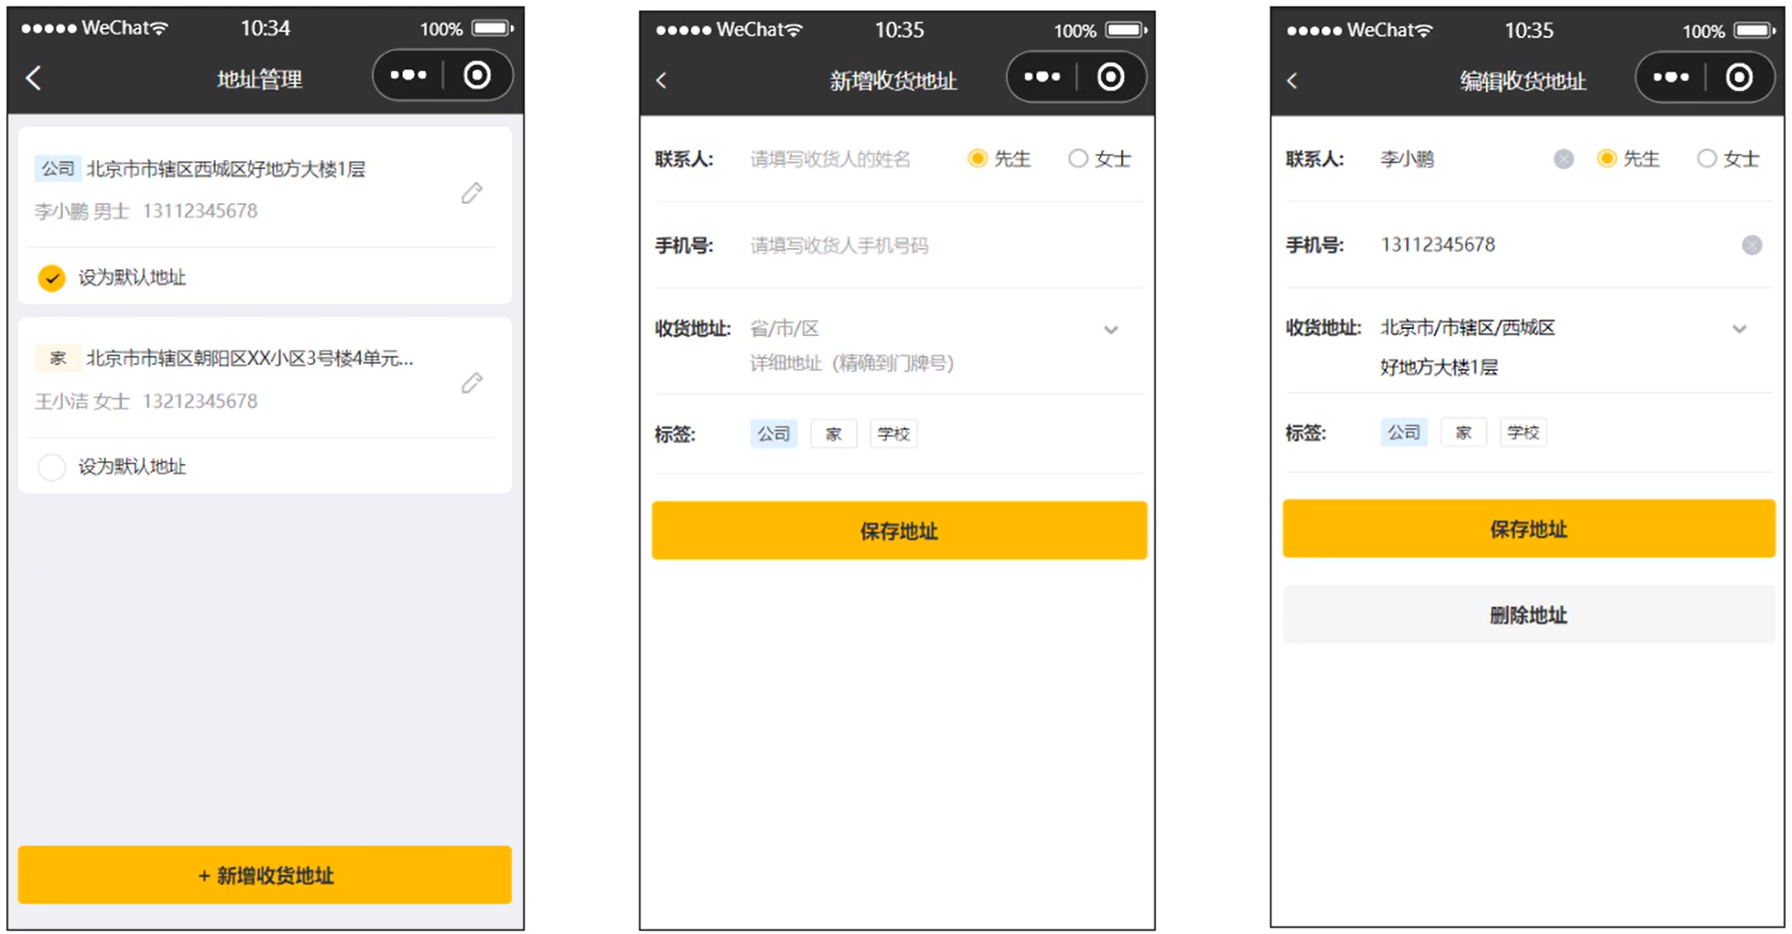 WeChat 10:34 100%
地址管理
公司 北京市市辖区西城区好地方大楼1层
李小鹏 男士 13112345678
设为默认地址
家 北京市市辖区朝阳区XX小区3号楼4单元...
王小洁 女士 13212345678
设为默认地址
+ 新增收货地址
WeChat 10:35 100%
新增收货地址
联系人: 请填写收货人的姓名 先生 女士
手机号: 请填写收货人手机号码
收货地址: 省/市/区
详细地址（精确到门牌号）
标签: 公司 家 学校
保存地址
WeChat 10:35 100%
编辑收货地址
联系人: 李小鹏 先生 女士
手机号: 13112345678
收货地址: 北京市/市辖区/西城区
好地方大楼1层
标签: 公司 家 学校
保存地址
删除地址